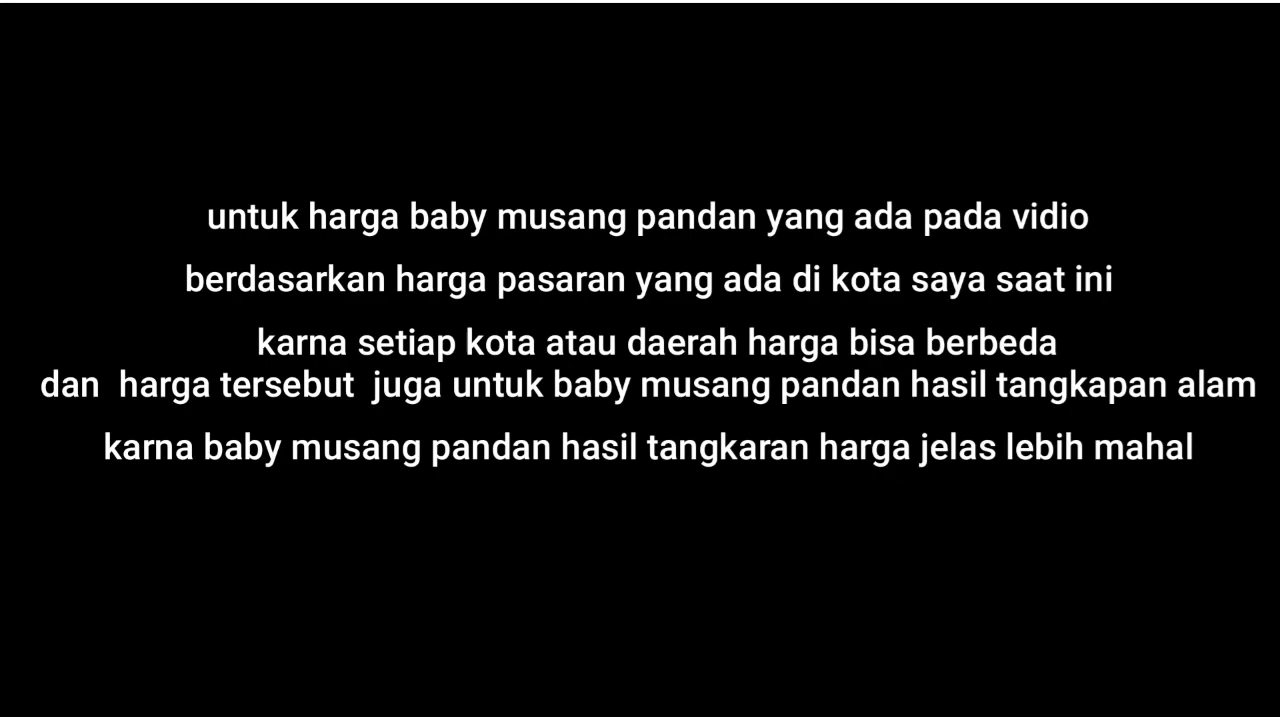 untuk harga baby musang pandan yang ada pada vidio
berdasarkan harga pasaran yang ada di kota saya saat ini
karna setiap kota atau daerah harga bisa berbeda
dan  harga tersebut  juga untuk baby musang pandan hasil tangkapan alam
karna baby musang pandan hasil tangkaran harga jelas lebih mahal